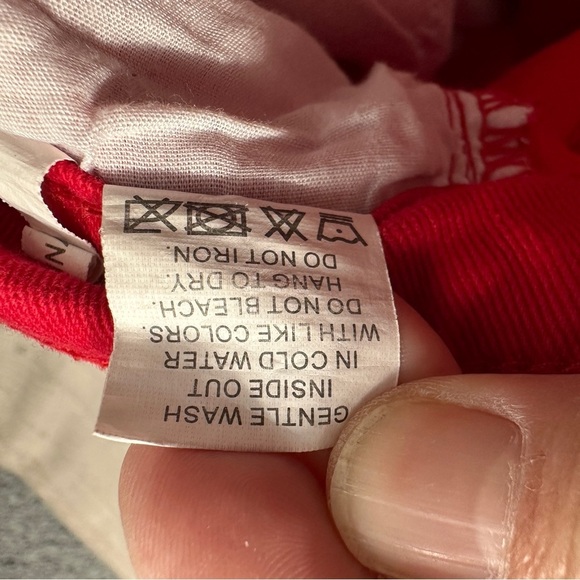 GENTLE WASH
INSIDE OUT
IN COLD WATER
WITH LIKE COLORS.
DO NOT BLEACH.
HANG TO DRY.
DO NOT IRON.